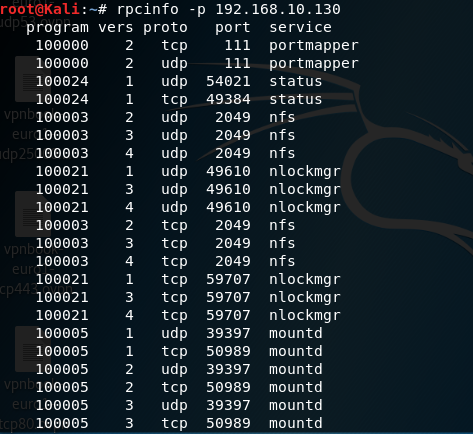 root@Kali:~# rpcinfo -p 192.168.10.130
program vers proto port service
100000 2 tcp 111 portmapper
100000 2 udp 111 portmapper
100024 1 udp 54021 status
100024 1 tcp 49384 status
100003 2 udp 2049 nfs
100003 3 udp 2049 nfs
100003 4 udp 2049 nfs
100021 1 udp 49610 nlockmgr
100021 3 udp 49610 nlockmgr
100021 4 udp 49610 nlockmgr
100003 2 tcp 2049 nfs
100003 3 tcp 2049 nfs
100003 4 tcp 2049 nfs
100021 1 tcp 59707 nlockmgr
100021 3 tcp 59707 nlockmgr
100021 4 tcp 59707 nlockmgr
100005 1 udp 39397 mountd
100005 1 tcp 50989 mountd
100005 2 udp 39397 mountd
100005 2 tcp 50989 mountd
100005 3 udp 39397 mountd
100005 3 tcp 50989 mountd